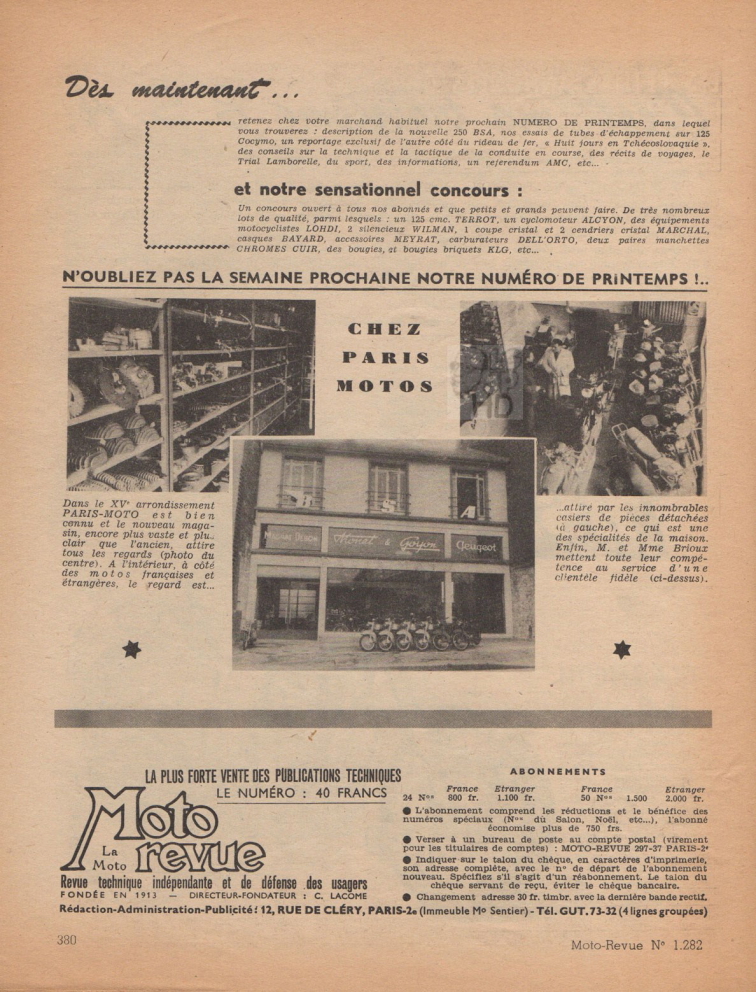 Dès maintenant...
retenez chez votre marchand habituel notre prochain NUMERO DE PRINTEMPS, dans lequel
vous trouverez : description de la nouvelle 250 BSA, nos essais de tubes d'échappement sur 125
Cocymo, un reportage exclusif de l'autre côté du rideau de fer, « Huit jours en Tchécoslovaquie »,
des conseils sur la technique et la tactique de la conduite en course, des récits de voyages, le
Trial Lamborelle, du sport, des informations, un referendum AMC, etc...
et notre sensationnel concours :
Un concours ouvert à tous nos abonnés et que petits et grands peuvent faire. De très nombreux
lots de qualité, parmi lesquels : un 125 cmc. TERROT, un cyclomoteur ALCYON, des équipements
motocyclistes LOHDI, 2 silencieux WILMAN, 1 coupe cristal et 2 cendriers cristal MARCHAL,
casques BAYARD, accessoires MEYRAT, carburateurs DELL'ORTO, deux paires manchettes
CHROMES CUIR, des bougies, et bougies briquets KLG, etc...
N'OUBLIEZ PAS LA SEMAINE PROCHAINE NOTRE NUMÉRO DE PRINTEMPS !..
CHEZ
PARIS
MOTOS
Dans le XVe arrondissement
PARIS-MOTO est bien
connu et le nouveau maga-
sin, encore plus vaste et plu..
clair que l'ancien, attire
tous les regards (photo du
centre). A l'intérieur, à côté
des motos françaises et
étrangères, le regard est...
B S A
Monet & Goyon
Peugeot
...attiré par les innombrables
casiers de pièces détachées
(à gauche), ce qui est une
des spécialités de la maison.
Enfin, M. et Mme Brioux
mettent toute leur compé-
tence au service d'une
clientèle fidèle (ci-dessus).
LA PLUS FORTE VENTE DES PUBLICATIONS TECHNIQUES
LE NUMÉRO : 40 FRANCS
Moto
La
Moto revue
Revue technique indépendante et de défense des usagers
FONDÉE EN 1913 — DIRECTEUR-FONDATEUR : C. LACOME
ABONNEMENTS
France Etranger France Etranger
24 Nos 800 fr. 1.100 fr. 50 Nos 1.500 2.000 fr.
● L'abonnement comprend les réductions et le bénéfice des
numéros spéciaux (Nos du Salon, Noël, etc...), l'abonné
économise plus de 750 frs.
● Verser à un bureau de poste au compte postal (virement
pour les titulaires de comptes) : MOTO-REVUE 297-37 PARIS-2e
● Indiquer sur le talon du chèque, en caractères d'imprimerie,
son adresse complète, avec le n° de départ de l'abonnement
nouveau. Spécifiez s'il s'agit d'un réabonnement. Le talon du
chèque servant de reçu, éviter le chèque bancaire.
● Changement adresse 30 fr. timbr. avec la dernière bande rectif.
Rédaction-Administration-Publicité : 12, RUE DE CLÉRY, PARIS-2e (Immeuble Mo Sentier) - Tél. GUT. 73-32 (4 lignes groupées)
380
Moto-Revue N° 1.282